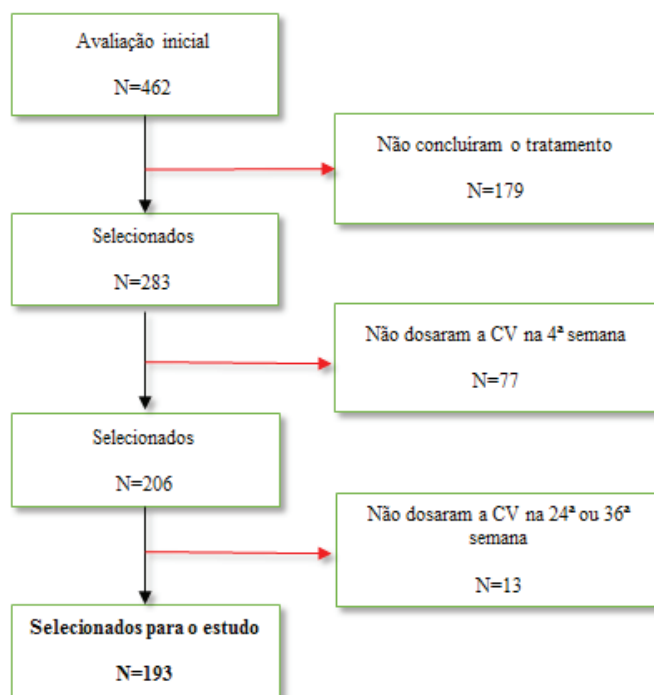 Avaliação inicial
N=462
Não concluíram o tratamento
N=179
Selecionados
N=283
Não dosaram a CV na 4ª semana
N=77
Selecionados
N=206
Não dosaram a CV na 24ª ou 36ª
semana
N=13
Selecionados para o estudo
N=193